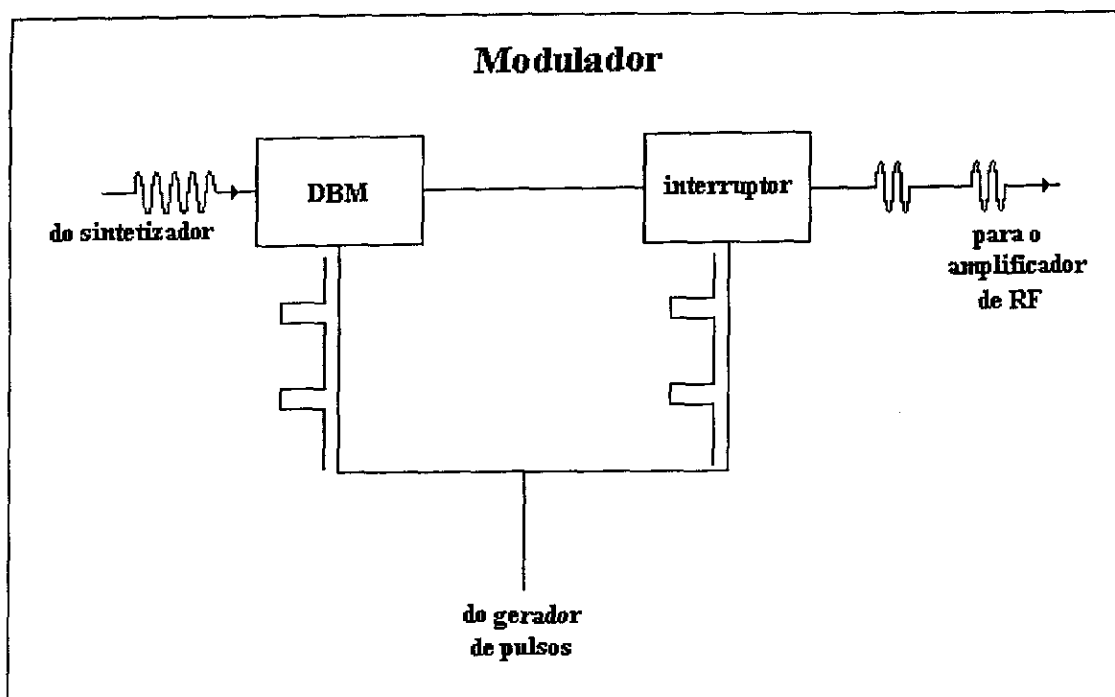 Modulador
DBM
interruptor
do sintetizador
para o
amplificador
de RF
do gerador
de pulsos